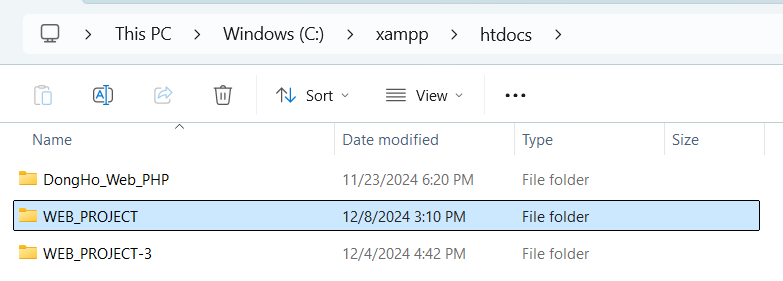 This PC > Windows (C:) > xampp > htdocs >
Sort View
Name Date modified Type Size
DongHo_Web_PHP 11/23/2024 6:20 PM File folder
WEB_PROJECT 12/8/2024 3:10 PM File folder
WEB_PROJECT-3 12/4/2024 4:42 PM File folder